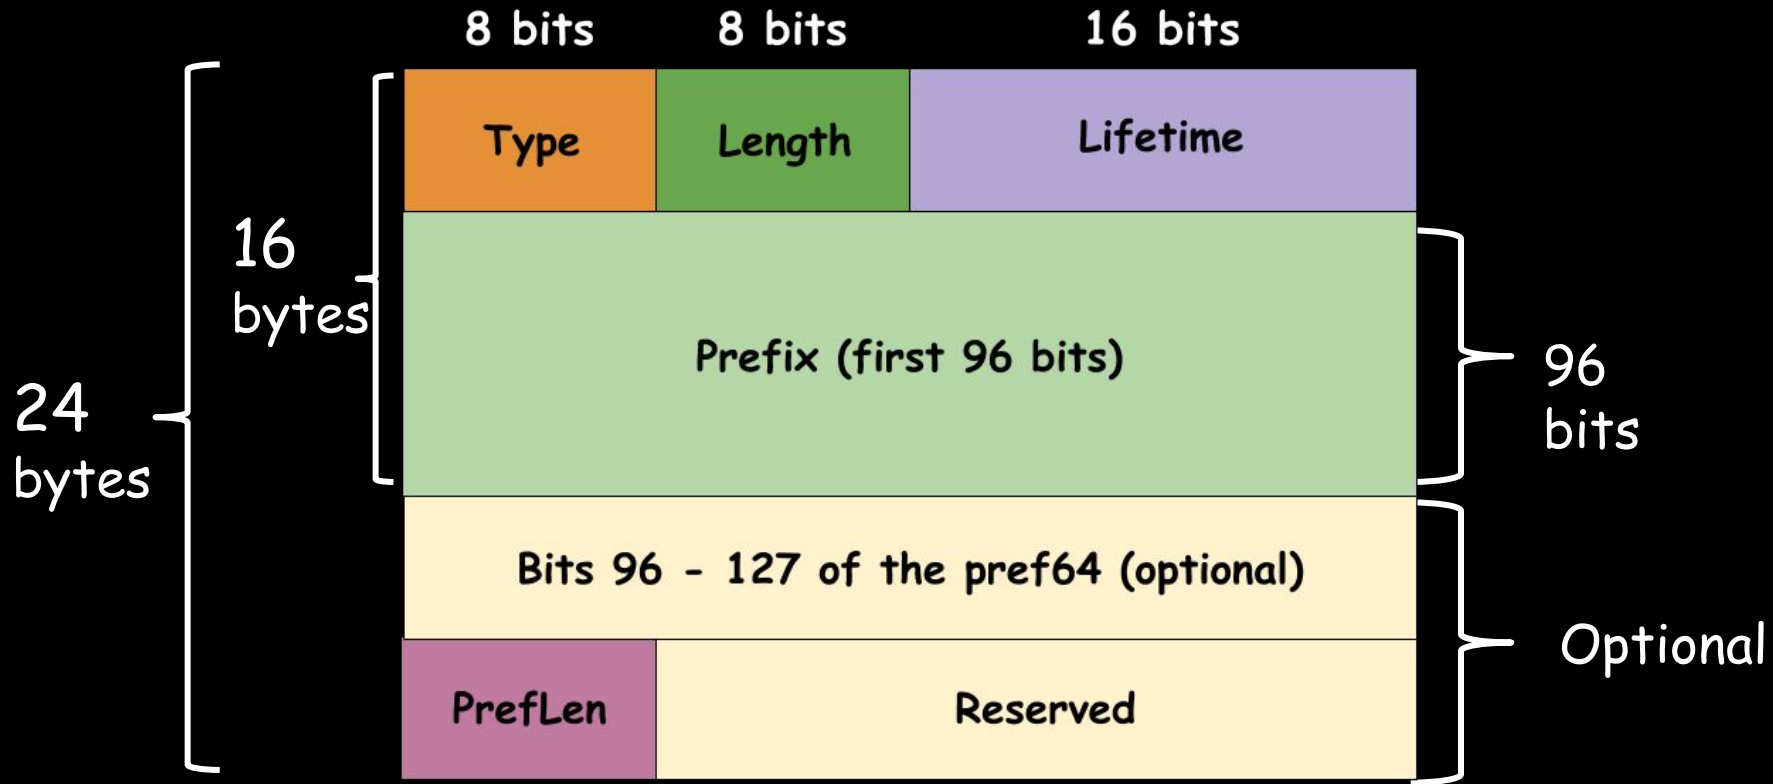 8 bits 8 bits 16 bits
Type Length Lifetime
16
bytes
Prefix (first 96 bits)
96
bits
24
bytes
Bits 96 - 127 of the pref64 (optional)
Optional
PrefLen Reserved